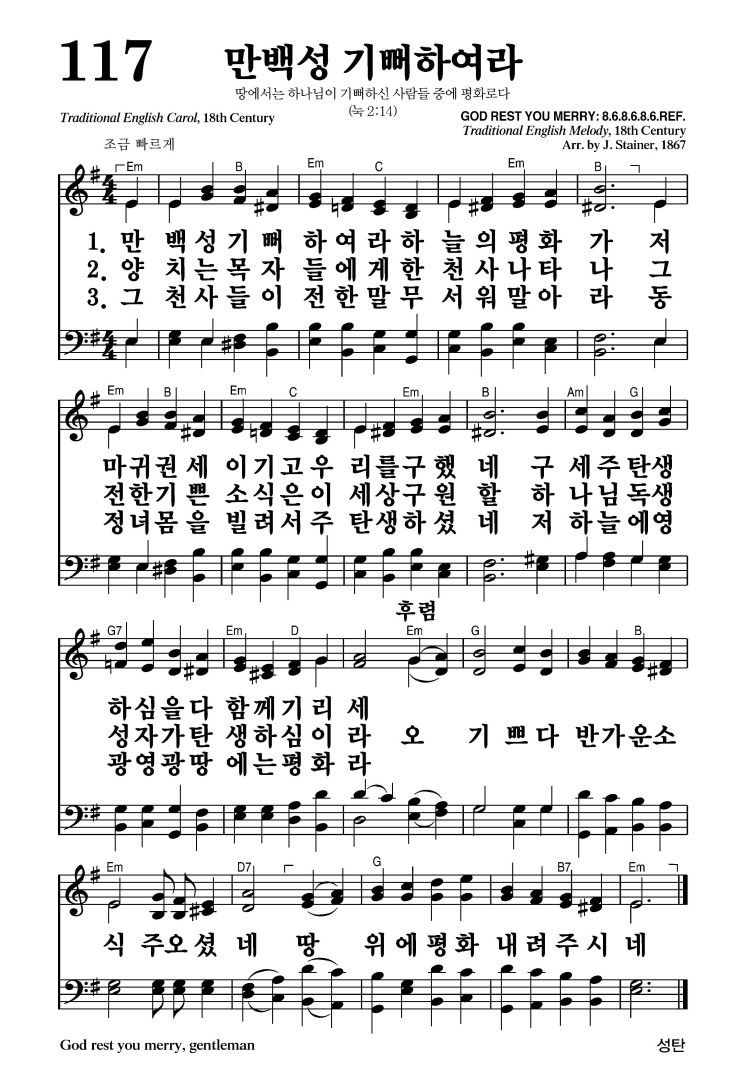 117
만백성 기뻐하여라
땅에서는 하나님이 기뻐하신 사람들 중에 평화로다
(눅 2:14)
Traditional English Carol, 18th Century
GOD REST YOU MERRY: 8.6.8.6.8.6.REF.
Traditional English Melody, 18th Century
Arr. by J. Stainer, 1867
조금 빠르게
Em B Em C Em B
4 4
1. 만 백 성 기 뻐 하 여 라 하 늘 의 평 화 가 저
2. 양 치 는 목 자 들 에 게 한 천 사 나 타 나 그
3. 그 천 사 들 이 전 한 말 무 서 워 말 아 라 동
4 4
Em B Em C Em B Am G
마 귀 권 세 이 기 고 우 리 를 구 했 네 구 세 주 탄 생
전 한 기 쁜 소 식 은 이 세 상 구 원 할 하 나 님 독 생
정 녀 몸 을 빌 려 서 주 탄 생 하 셨 네 저 하 늘 에 영
후렴
G7 Em D Em G B Em
하 심 을 다 함 께 기 리 세
성 자 가 탄 생 하 심 이 라 오 기 쁘 다 반 가 운 소
광 영 광 땅 에 는 평 화 라
Em D7 G B7 Em
식 주 오 셨 네 땅 위 에 평 화 내 려 주 시 네
God rest you merry, gentleman
성탄